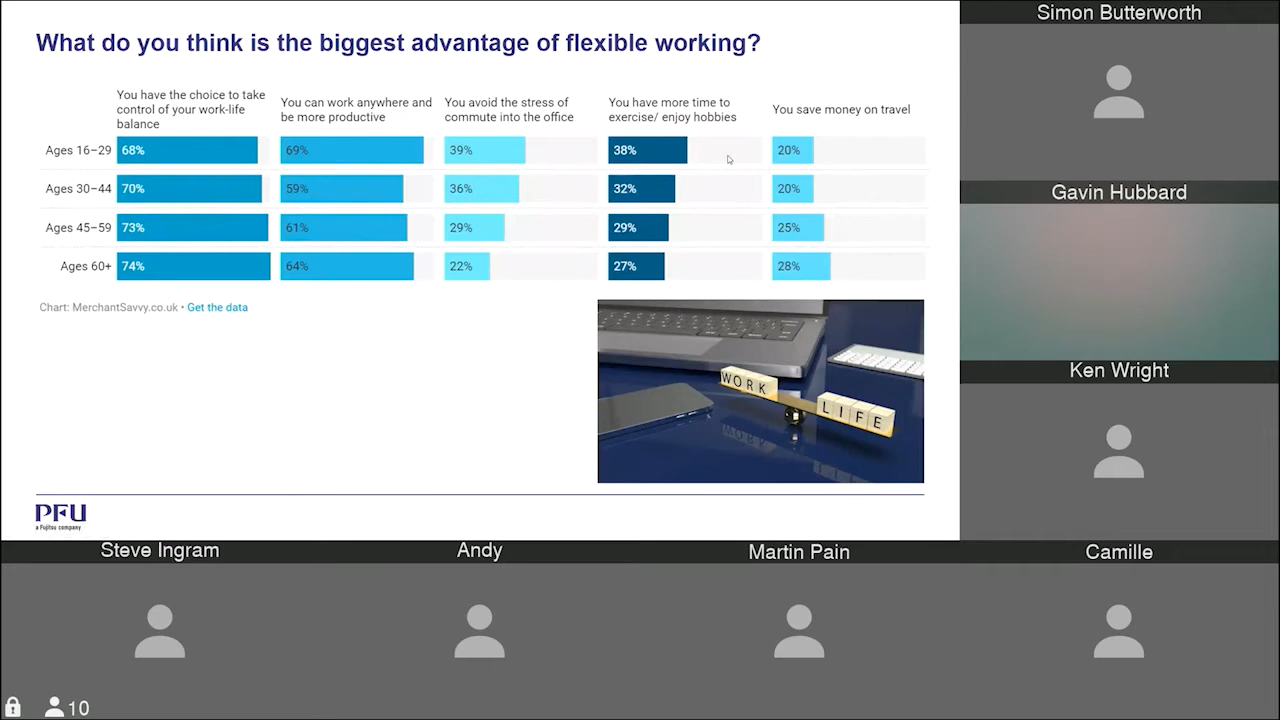 What do you think is the biggest advantage of flexible working?
You have the choice to take
control of your work-life
balance
You can work anywhere and
be more productive
You avoid the stress of
commute into the office
You have more time to
exercise/ enjoy hobbies
You save money on travel
Ages 16–29 68% 69% 39% 38% 20%
Ages 30–44 70% 59% 36% 32% 20%
Ages 45–59 73% 61% 29% 29% 25%
Ages 60+ 74% 64% 22% 27% 28%
Chart: MerchantSavvy.co.uk • Get the data
WORK
LIFE
PFU
a Fujitsu company
Simon Butterworth
Gavin Hubbard
Ken Wright
Steve Ingram
Andy
Martin Pain
Camille
10